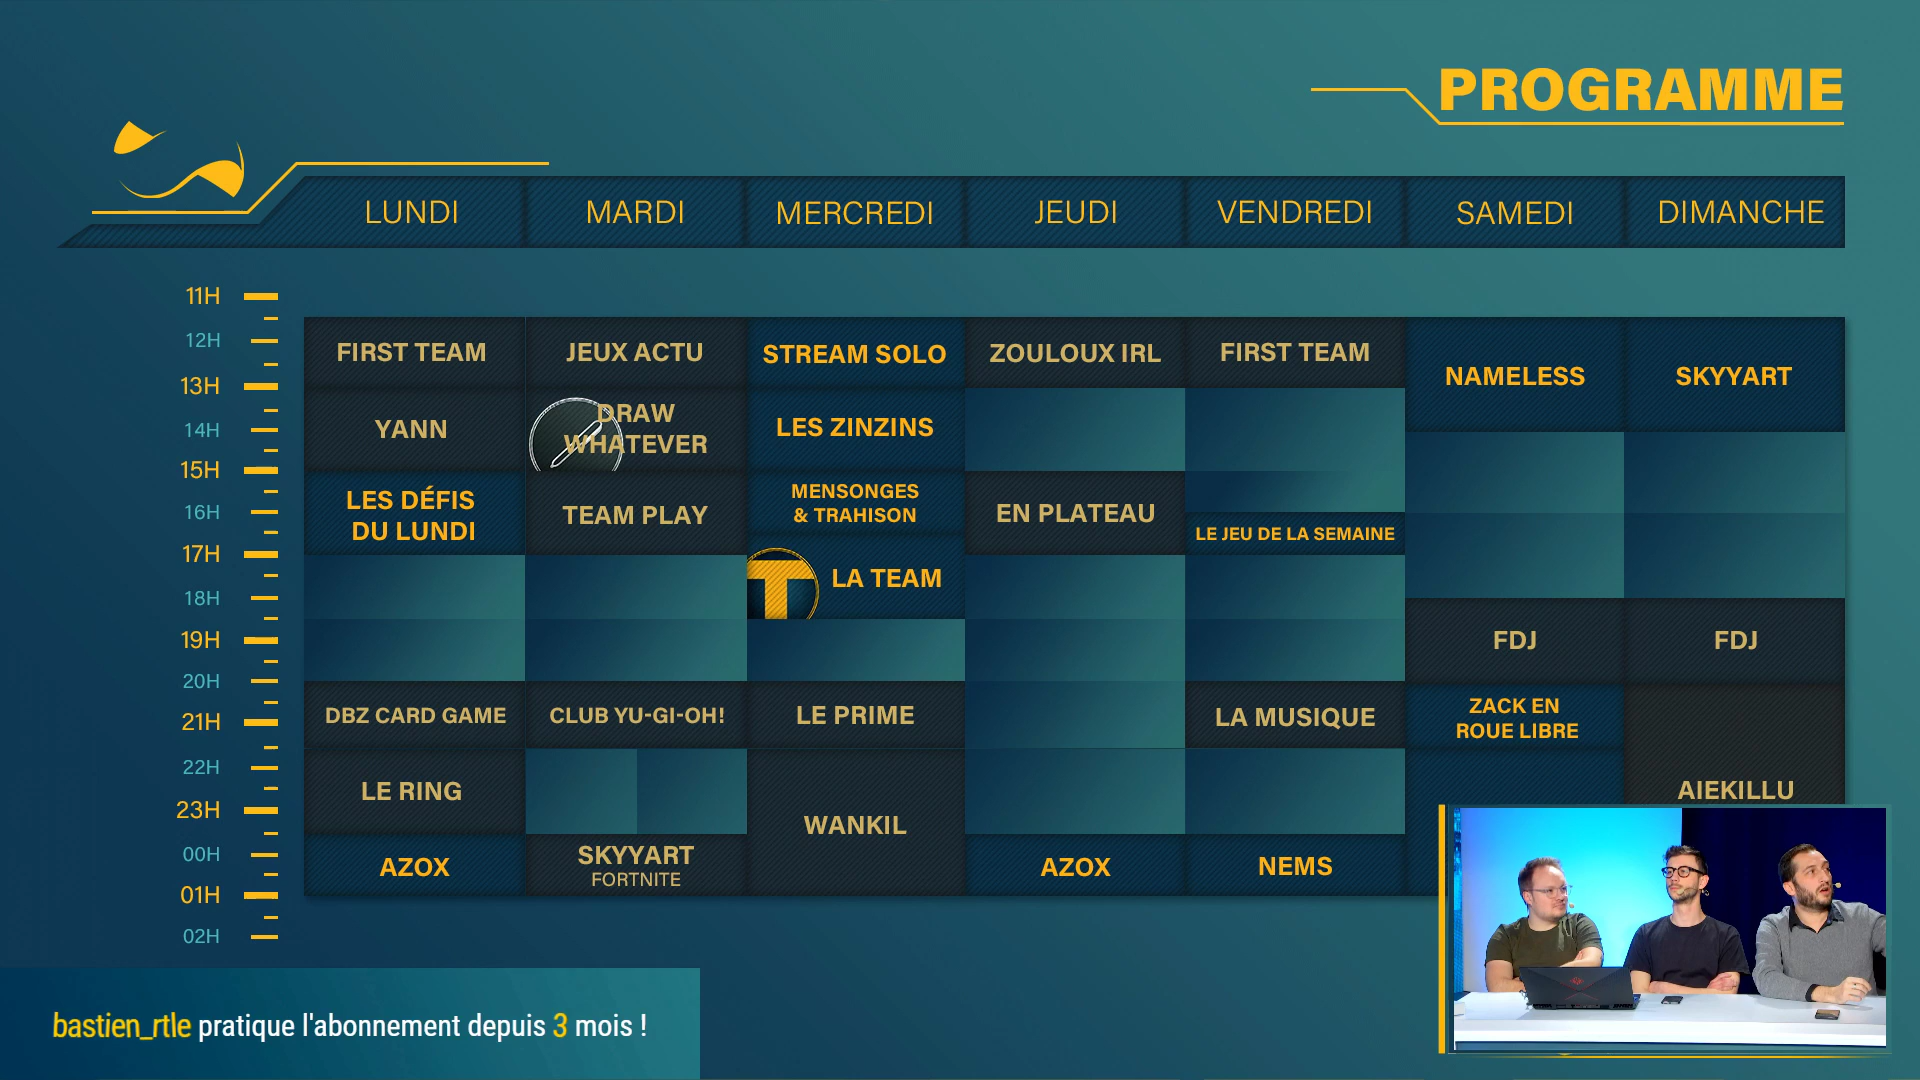 PROGRAMME
LUNDI MARDI MERCREDI JEUDI VENDREDI SAMEDI DIMANCHE
11H
12H
13H
14H
15H
16H
17H
18H
19H
20H
21H
22H
23H
00H
01H
02H
FIRST TEAM
YANN
LES DÉFIS
DU LUNDI
DBZ CARD GAME
LE RING
AZOX
JEUX ACTU
DRAW
WHATEVER
TEAM PLAY
CLUB YU-GI-OH!
SKYYART
FORTNITE
STREAM SOLO
LES ZINZINS
MENSONGES
& TRAHISON
T LA TEAM
LE PRIME
WANKIL
ZOULOUX IRL
EN PLATEAU
AZOX
FIRST TEAM
LE JEU DE LA SEMAINE
LA MUSIQUE
NEMS
NAMELESS
FDJ
ZACK EN
ROUE LIBRE
SKYYART
FDJ
AIEKILLU
bastien_rtle pratique l'abonnement depuis 3 mois !